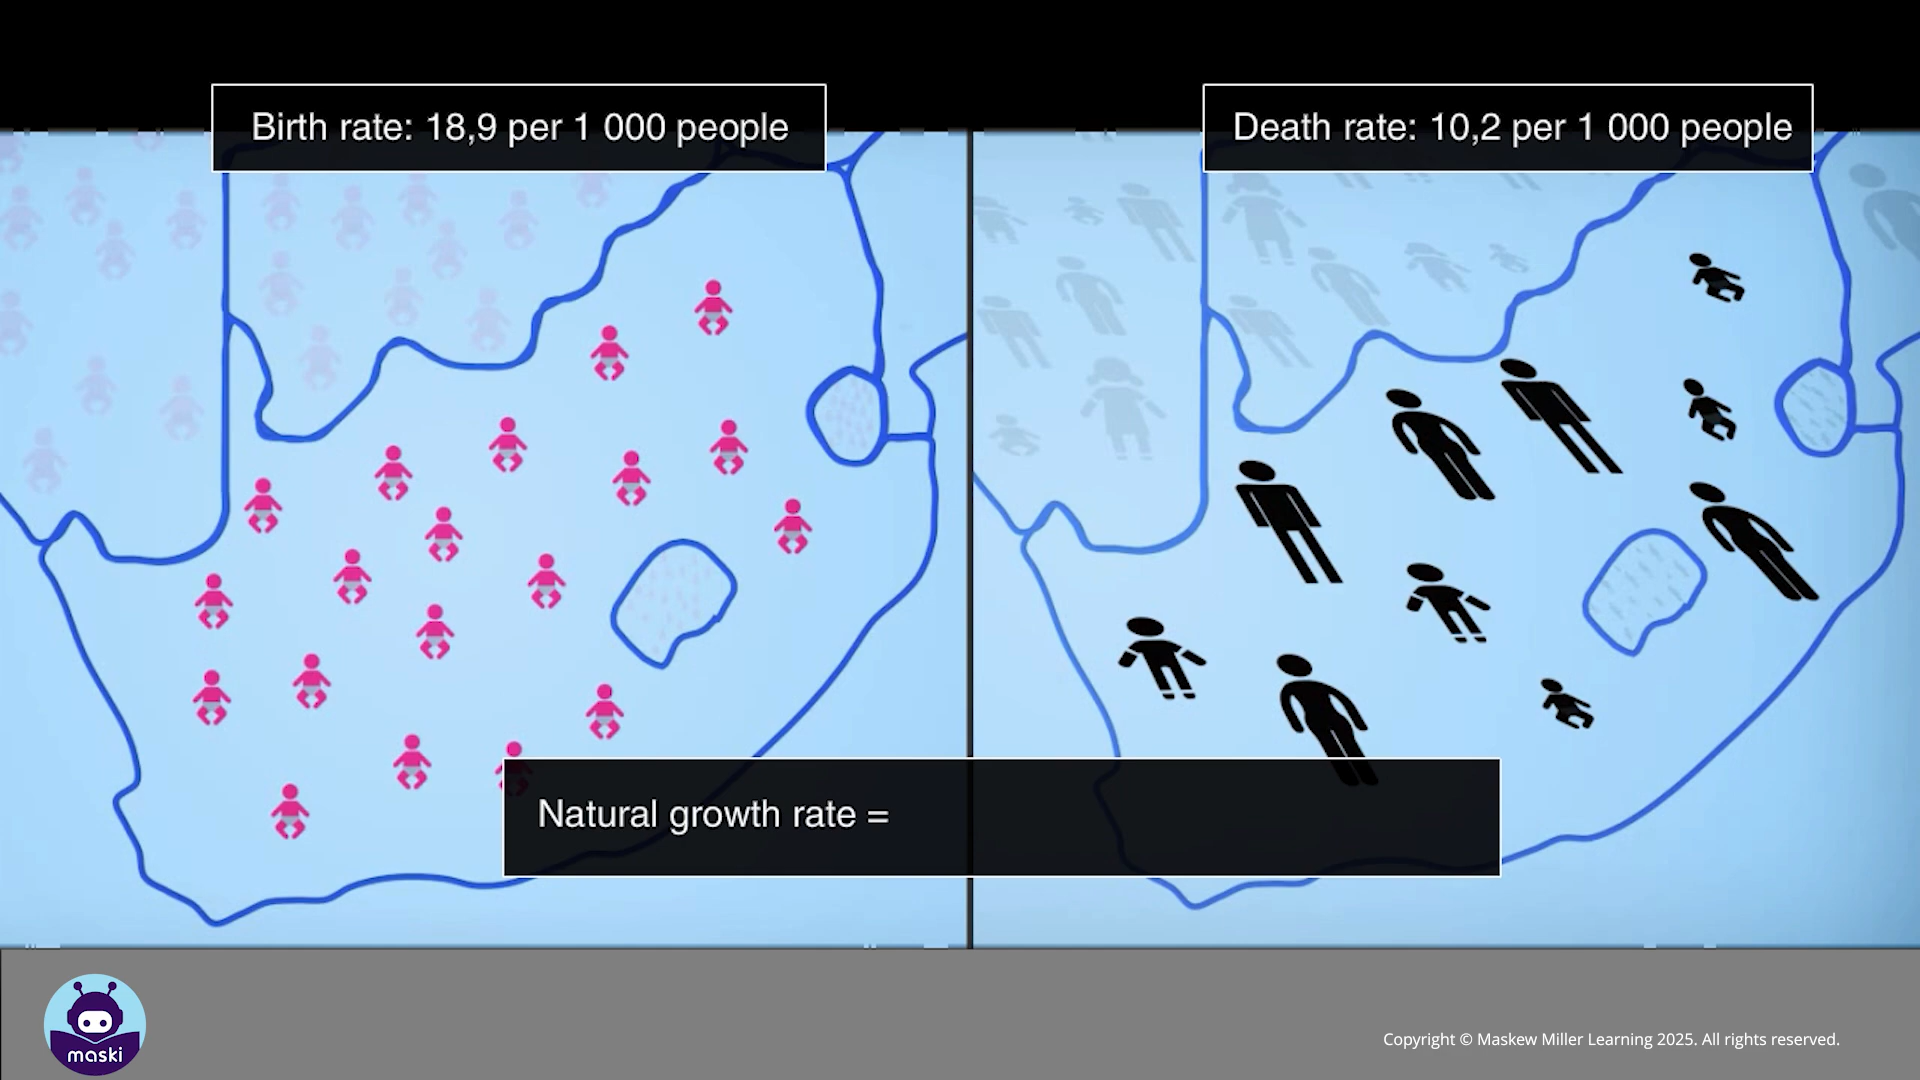 Birth rate: 18,9 per 1 000 people
Death rate: 10,2 per 1 000 people
Natural growth rate =
maski
Copyright © Maskew Miller Learning 2025. All rights reserved.